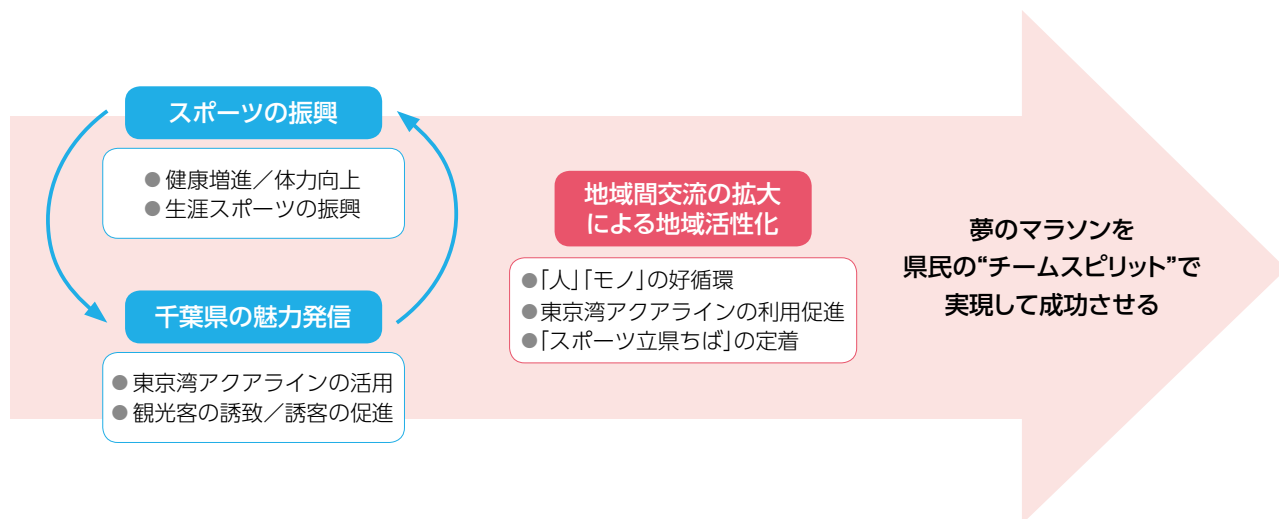 スポーツの振興
●健康増進／体力向上
●生涯スポーツの振興
千葉県の魅力発信
●東京湾アクアラインの活用
●観光客の誘致／誘客の促進
地域間交流の拡大
による地域活性化
●「人」「モノ」の好循環
●東京湾アクアラインの利用促進
●「スポーツ立県ちば」の定着
夢のマラソンを
県民の“チームスピリット”で
実現して成功させる